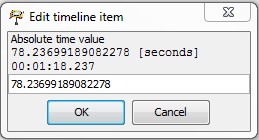 Edit timeline item
Absolute time value
78.23699189082278 [seconds]
00:01:18.237
78.23699189082278
OK
Cancel